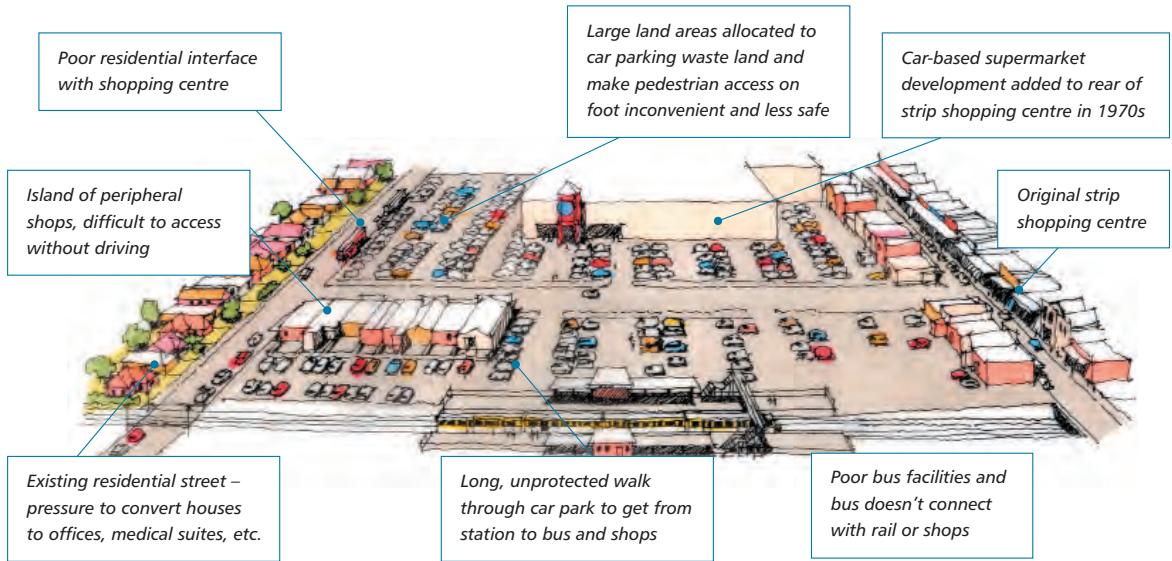 Poor residential interface
with shopping centre
Large land areas allocated to
car parking waste land and
make pedestrian access on
foot inconvenient and less safe
Car-based supermarket
development added to rear of
strip shopping centre in 1970s
Island of peripheral
shops, difficult to access
without driving
Original strip
shopping centre
Existing residential street –
pressure to convert houses
to offices, medical suites, etc.
Long, unprotected walk
through car park to get from
station to bus and shops
Poor bus facilities and
bus doesn’t connect
with rail or shops